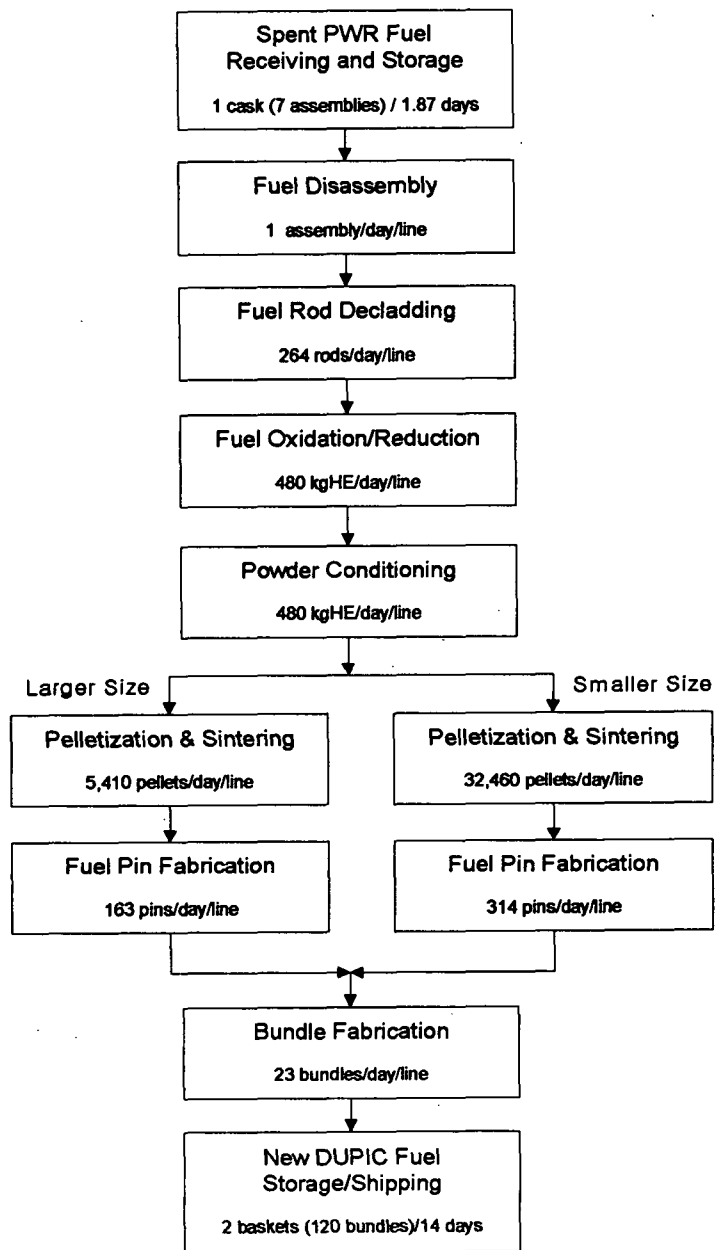 Spent PWR Fuel
Receiving and Storage
1 cask (7 assemblies) / 1.87 days
Fuel Disassembly
1 assembly/day/line
Fuel Rod Decladding
264 rods/day/line
Fuel Oxidation/Reduction
480 kgHE/day/line
Powder Conditioning
480 kgHE/day/line
Larger Size
Smaller Size
Pelletization & Sintering
5,410 pellets/day/line
Pelletization & Sintering
32,460 pellets/day/line
Fuel Pin Fabrication
163 pins/day/line
Fuel Pin Fabrication
314 pins/day/line
Bundle Fabrication
23 bundles/day/line
New DUPIC Fuel
Storage/Shipping
2 baskets (120 bundles)/14 days